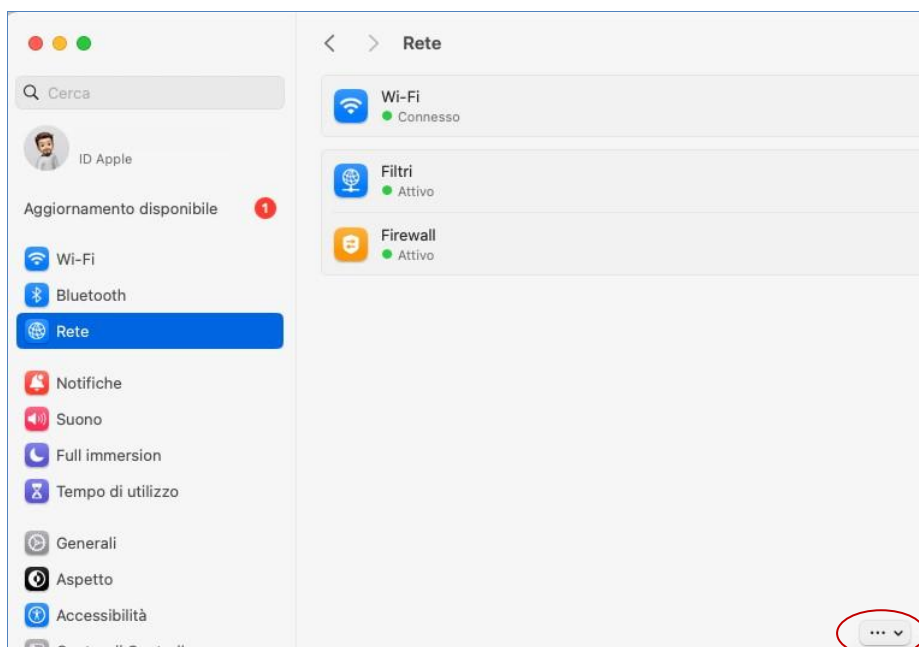 Rete
Cerca
ID Apple
Aggiornamento disponibile
1
Wi-Fi
Bluetooth
Rete
Notifiche
Suono
Full immersion
Tempo di utilizzo
Generali
Aspetto
Accessibilità
Wi-Fi
Connesso
Filtri
Attivo
Firewall
Attivo